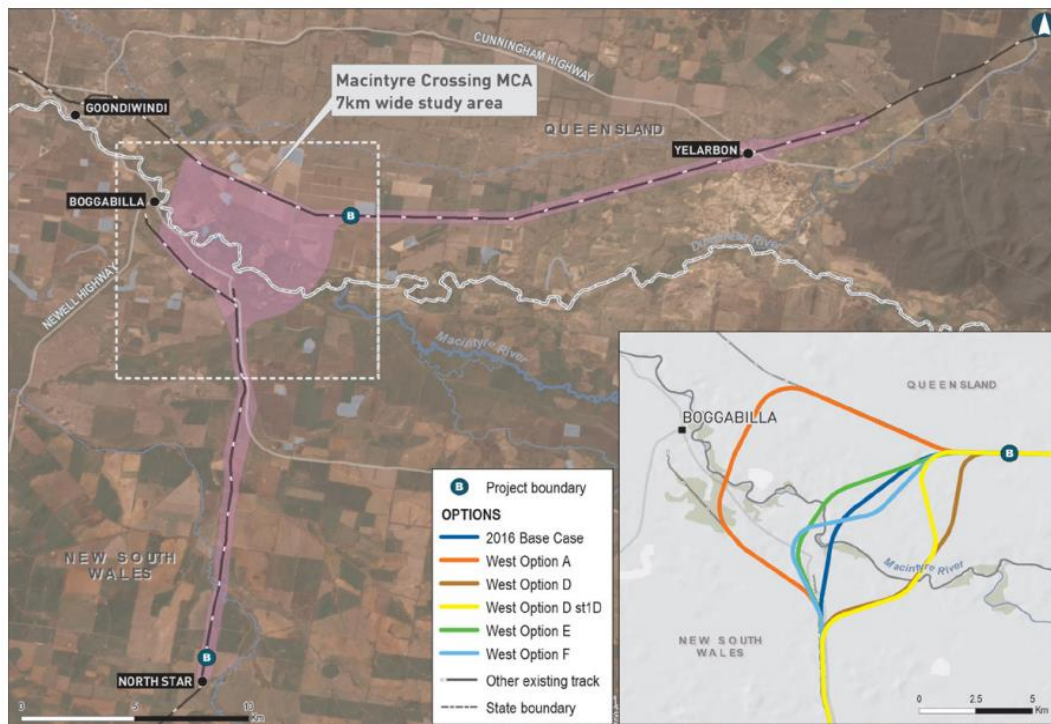 CUNNINGHAM HIGHWAY
Macintyre Crossing MCA
7km wide study area
GOONDIWINDI
QUEENSLAND
YELARBON
BOGGABILLA
B
Dumaresq River
NEWELL HIGHWAY
Macintyre River
NEW SOUTH
WALES
B
NORTH STAR
0 5 10
Km
B Project boundary
OPTIONS
2016 Base Case
West Option A
West Option D
West Option D st1D
West Option E
West Option F
Other existing track
State boundary
QUEENSLAND
BOGGABILLA
B
Macintyre River
NEW SOUTH
WALES
0 2.5 5
Km